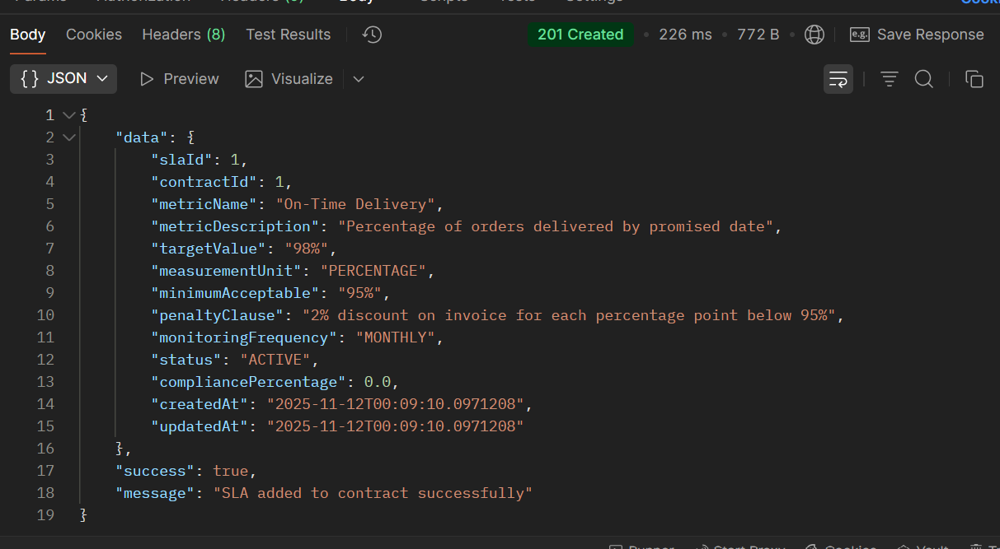 Body Cookies Headers (8) Test Results 201 Created • 226 ms • 772 B • e.g. Save Response
{} JSON Preview Visualize
1 {
2 "data": {
3 "slaId": 1,
4 "contractId": 1,
5 "metricName": "On-Time Delivery",
6 "metricDescription": "Percentage of orders delivered by promised date",
7 "targetValue": "98%",
8 "measurementUnit": "PERCENTAGE",
9 "minimumAcceptable": "95%",
10 "penaltyClause": "2% discount on invoice for each percentage point below 95%",
11 "monitoringFrequency": "MONTHLY",
12 "status": "ACTIVE",
13 "compliancePercentage": 0.0,
14 "createdAt": "2025-11-12T00:09:10.0971208",
15 "updatedAt": "2025-11-12T00:09:10.0971208"
16 },
17 "success": true,
18 "message": "SLA added to contract successfully"
19 }
Runner Start Proxy Cookies Vault